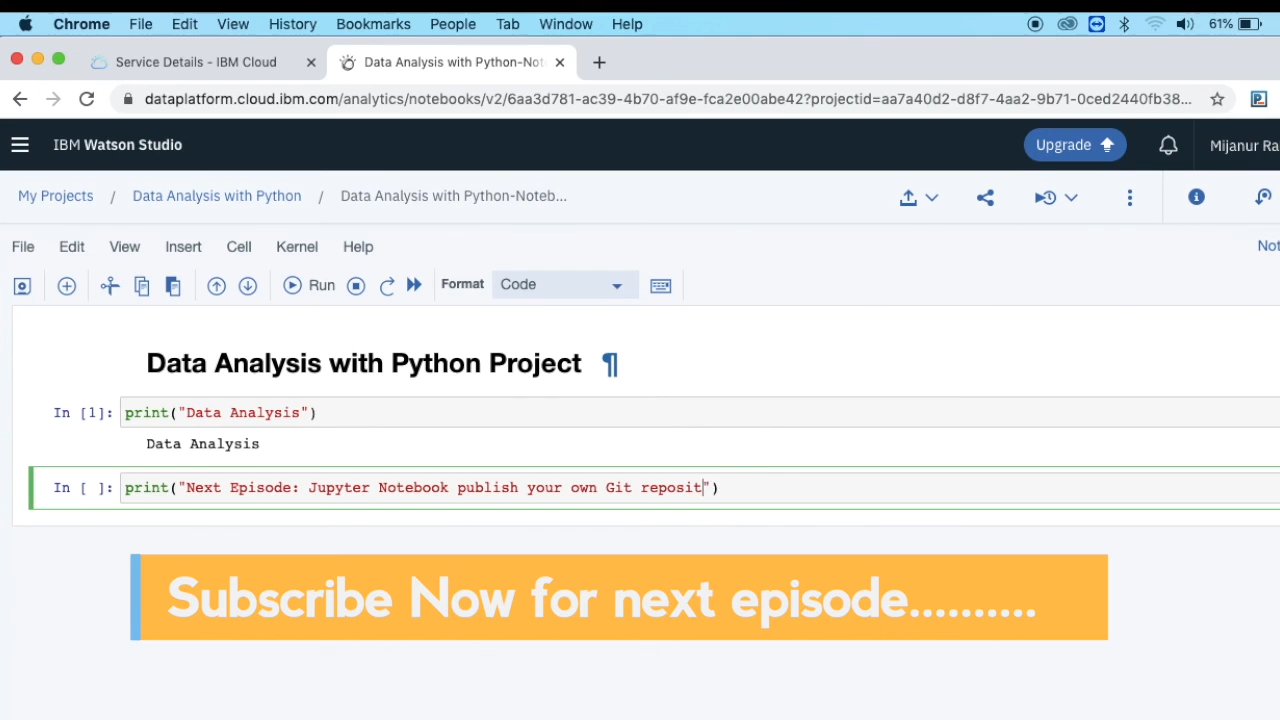 Chrome File Edit View History Bookmarks People Tab Window Help 61%
Service Details - IBM Cloud Data Analysis with Python-Not
dataplatform.cloud.ibm.com/analytics/notebooks/v2/6aa3d781-ac39-4b70-af9e-fca2e00abe42?projectid=aa7a40d2-d8f7-4aa2-9b71-0ced2440fb38...
IBM Watson Studio Upgrade Mijanur Ra
My Projects / Data Analysis with Python / Data Analysis with Python-Noteb...
File Edit View Insert Cell Kernel Help Not
Run Format Code
Data Analysis with Python Project ¶
In [1]: print("Data Analysis")
Data Analysis
In [ ]: print("Next Episode: Jupyter Notebook publish your own Git reposit")
Subscribe Now for next episode..........